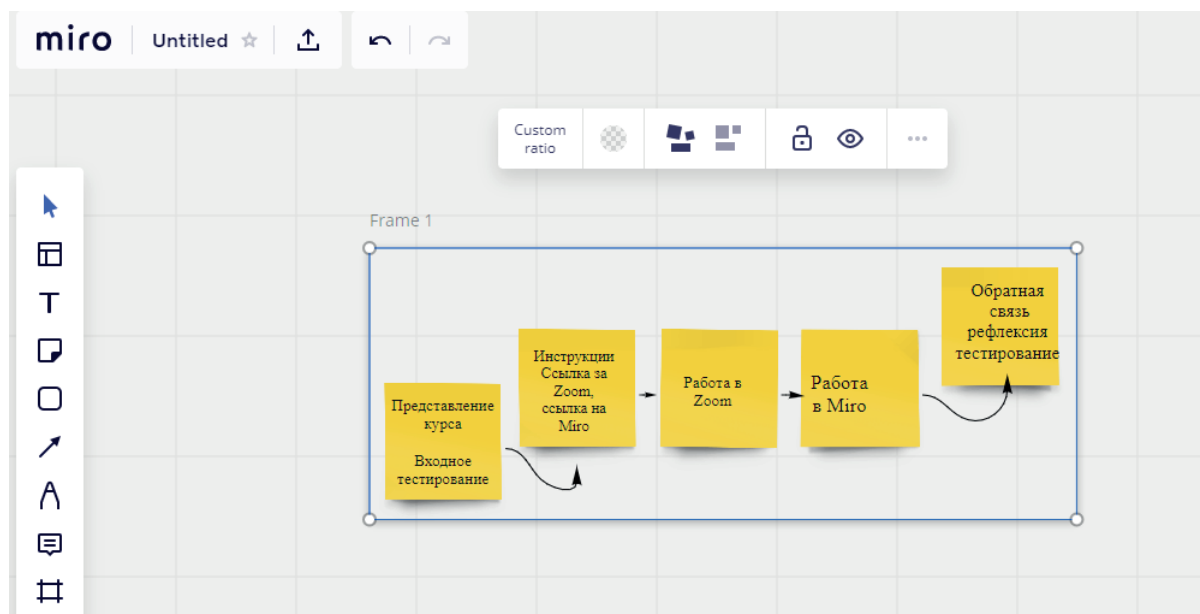 miro
Untitled
Custom
ratio
Frame 1
Представление
курса
Входное
тестирование
Инструкции
Ссылка за
Zoom,
ссылка на
Miro
Работа в
Zoom
Работа
в Miro
Обратная
связь
рефлексия
тестирование